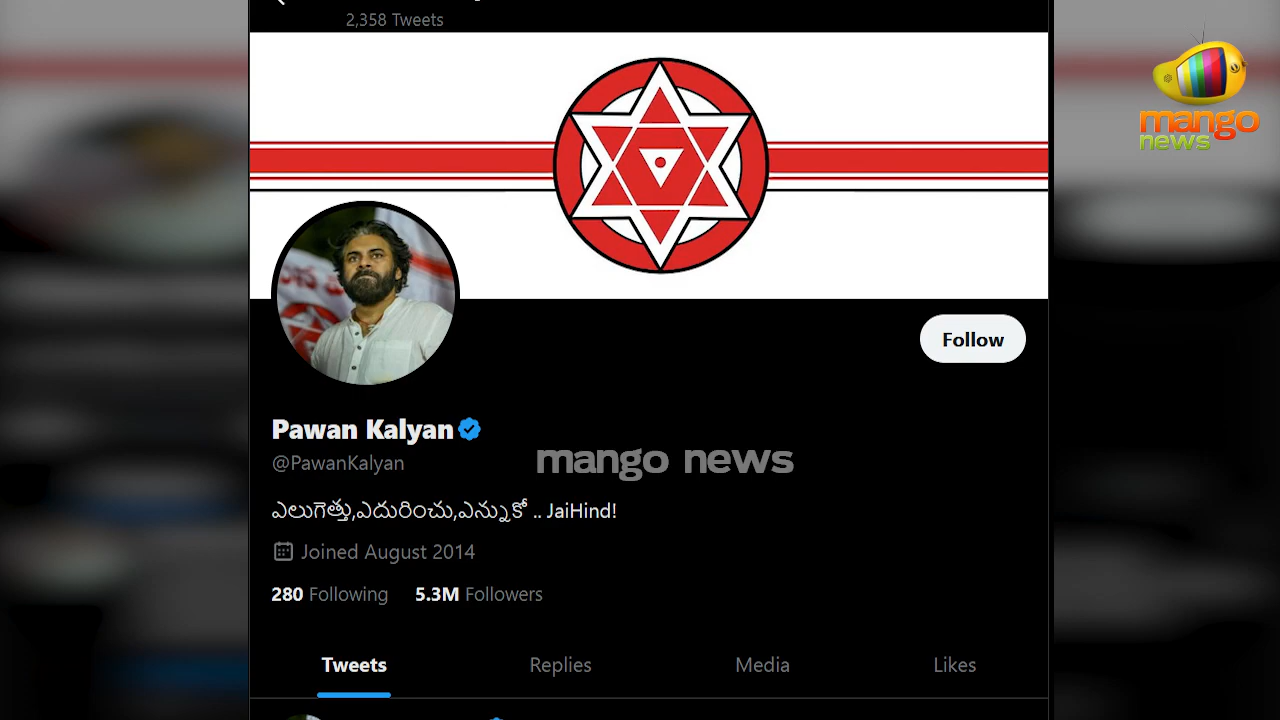 2,358 Tweets
mango
news
Follow
Pawan Kalyan
@PawanKalyan
mango news
ఎలుగెత్తు,ఎదురించు,ఎన్నుకో .. JaiHind!
Joined August 2014
280 Following 5.3M Followers
Tweets Replies Media Likes